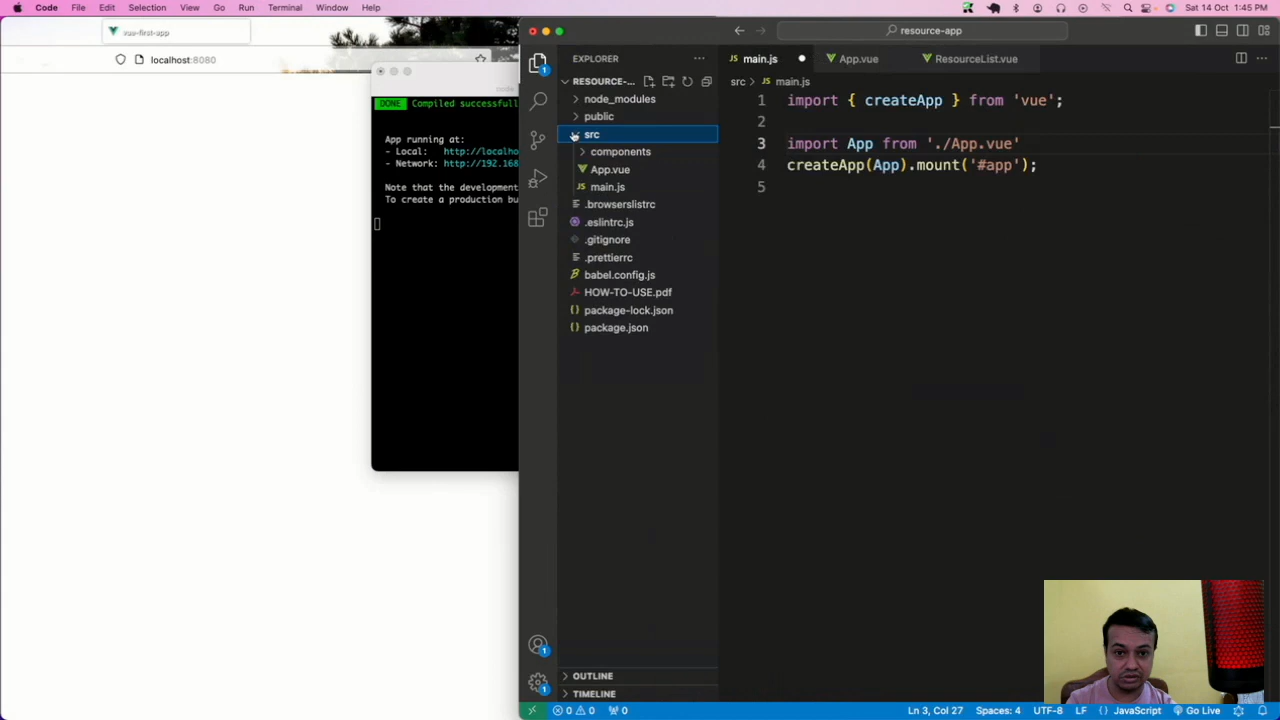 Code File Edit Selection View Go Run Terminal Window Help
Sat 14 Oct 1:45 PM
vue-first-app
localhost:8080
node
DONE Compiled successfull
App running at:
- Local: http://localho
- Network: http://192.168
Note that the development
To create a production bu
resource-app
EXPLORER
RESOURCE-...
node_modules
public
src
components
App.vue
main.js
.browserslistrc
.eslintrc.js
.gitignore
.prettierrc
babel.config.js
HOW-TO-USE.pdf
package-lock.json
package.json
OUTLINE
TIMELINE
JS main.js
App.vue
ResourceList.vue
src > JS main.js
1 import { createApp } from 'vue';
2
3 import App from './App.vue'
4 createApp(App).mount('#app');
5
1
1
1
0 0 0
Ln 3, Col 27 Spaces: 4 UTF-8 LF {} JavaScript Go Live